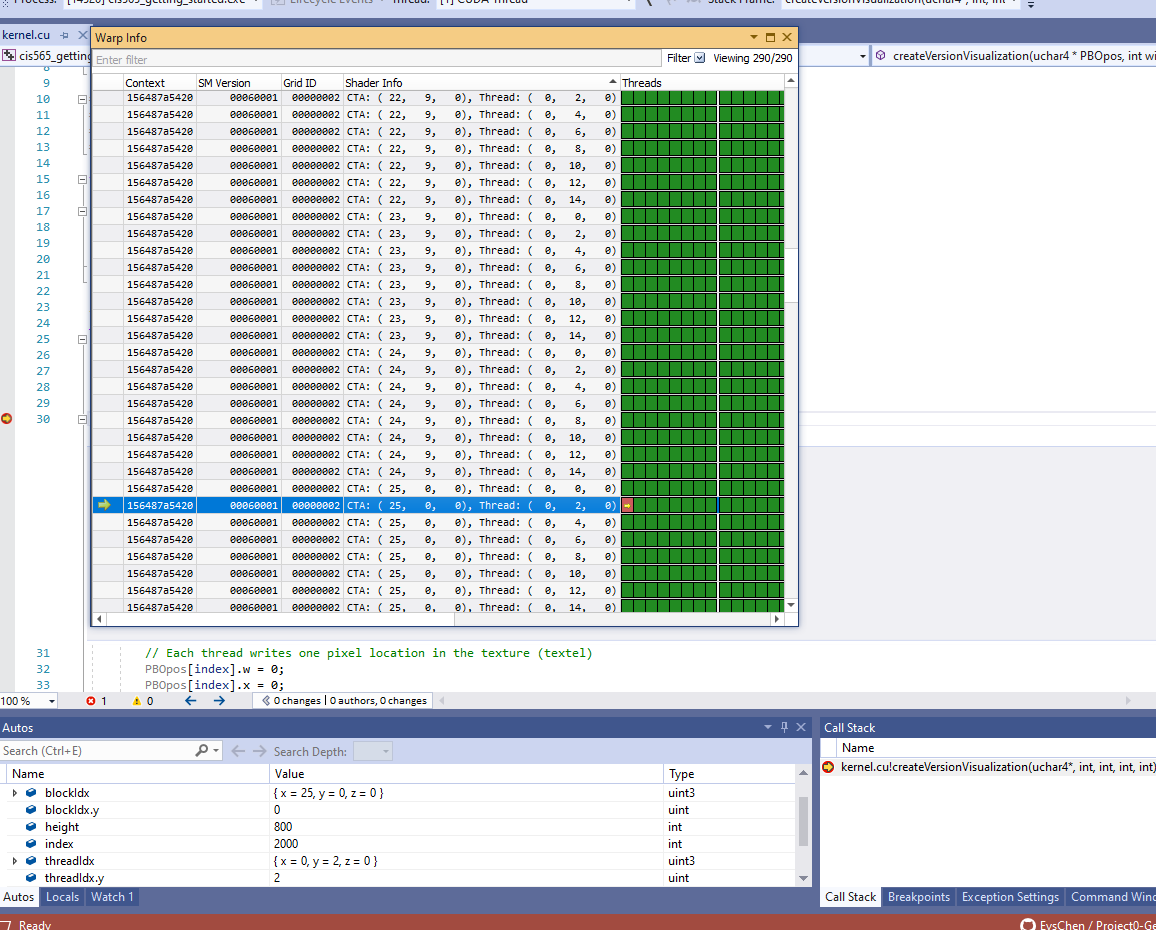 Process: [14520] cis565_getting_started.exe Lifecycle Events Thread: [1] CUDA Thread Stack Frame: createVersionVisualization(uchar4*, int, int
kernel.cu
cis565_getting
createVersionVisualization(uchar4 * PBOpos, int wi
Warp Info
Enter filter
Filter Viewing 290/290
Context SM Version Grid ID Shader Info Threads
156487a5420 00060001 00000002 CTA: ( 22, 9, 0), Thread: ( 0, 2, 0)
156487a5420 00060001 00000002 CTA: ( 22, 9, 0), Thread: ( 0, 4, 0)
156487a5420 00060001 00000002 CTA: ( 22, 9, 0), Thread: ( 0, 6, 0)
156487a5420 00060001 00000002 CTA: ( 22, 9, 0), Thread: ( 0, 8, 0)
156487a5420 00060001 00000002 CTA: ( 22, 9, 0), Thread: ( 0, 10, 0)
156487a5420 00060001 00000002 CTA: ( 22, 9, 0), Thread: ( 0, 12, 0)
156487a5420 00060001 00000002 CTA: ( 22, 9, 0), Thread: ( 0, 14, 0)
156487a5420 00060001 00000002 CTA: ( 23, 9, 0), Thread: ( 0, 0, 0)
156487a5420 00060001 00000002 CTA: ( 23, 9, 0), Thread: ( 0, 2, 0)
156487a5420 00060001 00000002 CTA: ( 23, 9, 0), Thread: ( 0, 4, 0)
156487a5420 00060001 00000002 CTA: ( 23, 9, 0), Thread: ( 0, 6, 0)
156487a5420 00060001 00000002 CTA: ( 23, 9, 0), Thread: ( 0, 8, 0)
156487a5420 00060001 00000002 CTA: ( 23, 9, 0), Thread: ( 0, 10, 0)
156487a5420 00060001 00000002 CTA: ( 23, 9, 0), Thread: ( 0, 12, 0)
156487a5420 00060001 00000002 CTA: ( 23, 9, 0), Thread: ( 0, 14, 0)
156487a5420 00060001 00000002 CTA: ( 24, 9, 0), Thread: ( 0, 0, 0)
156487a5420 00060001 00000002 CTA: ( 24, 9, 0), Thread: ( 0, 2, 0)
156487a5420 00060001 00000002 CTA: ( 24, 9, 0), Thread: ( 0, 4, 0)
156487a5420 00060001 00000002 CTA: ( 24, 9, 0), Thread: ( 0, 6, 0)
156487a5420 00060001 00000002 CTA: ( 24, 9, 0), Thread: ( 0, 8, 0)
156487a5420 00060001 00000002 CTA: ( 24, 9, 0), Thread: ( 0, 10, 0)
156487a5420 00060001 00000002 CTA: ( 24, 9, 0), Thread: ( 0, 12, 0)
156487a5420 00060001 00000002 CTA: ( 24, 9, 0), Thread: ( 0, 14, 0)
156487a5420 00060001 00000002 CTA: ( 25, 0, 0), Thread: ( 0, 0, 0)
156487a5420 00060001 00000002 CTA: ( 25, 0, 0), Thread: ( 0, 2, 0)
156487a5420 00060001 00000002 CTA: ( 25, 0, 0), Thread: ( 0, 4, 0)
156487a5420 00060001 00000002 CTA: ( 25, 0, 0), Thread: ( 0, 6, 0)
156487a5420 00060001 00000002 CTA: ( 25, 0, 0), Thread: ( 0, 8, 0)
156487a5420 00060001 00000002 CTA: ( 25, 0, 0), Thread: ( 0, 10, 0)
156487a5420 00060001 00000002 CTA: ( 25, 0, 0), Thread: ( 0, 12, 0)
156487a5420 00060001 00000002 CTA: ( 25, 0, 0), Thread: ( 0, 14, 0)
8
9
10
11
12
13
14
15
16
17
18
19
20
21
22
23
24
25
26
27
28
29
30
31 // Each thread writes one pixel location in the texture (textel)
32 PBOpos[index].w = 0;
33 PBOpos[index].x = 0;
100 % 1 0 0 changes | 0 authors, 0 changes
Autos
Search (Ctrl+E) Search Depth:
Name Value Type
blockIdx { x = 25, y = 0, z = 0 } uint3
blockIdx.y 0 uint
height 800 int
index 2000 int
threadIdx { x = 0, y = 2, z = 0 } uint3
threadIdx.y 2 uint
Autos Locals Watch 1
Call Stack
Name
kernel.cu!createVersionVisualization(uchar4*, int, int, int, int)
Call Stack Breakpoints Exception Settings Command Wind
Ready
EvsChen / Project0-Ge